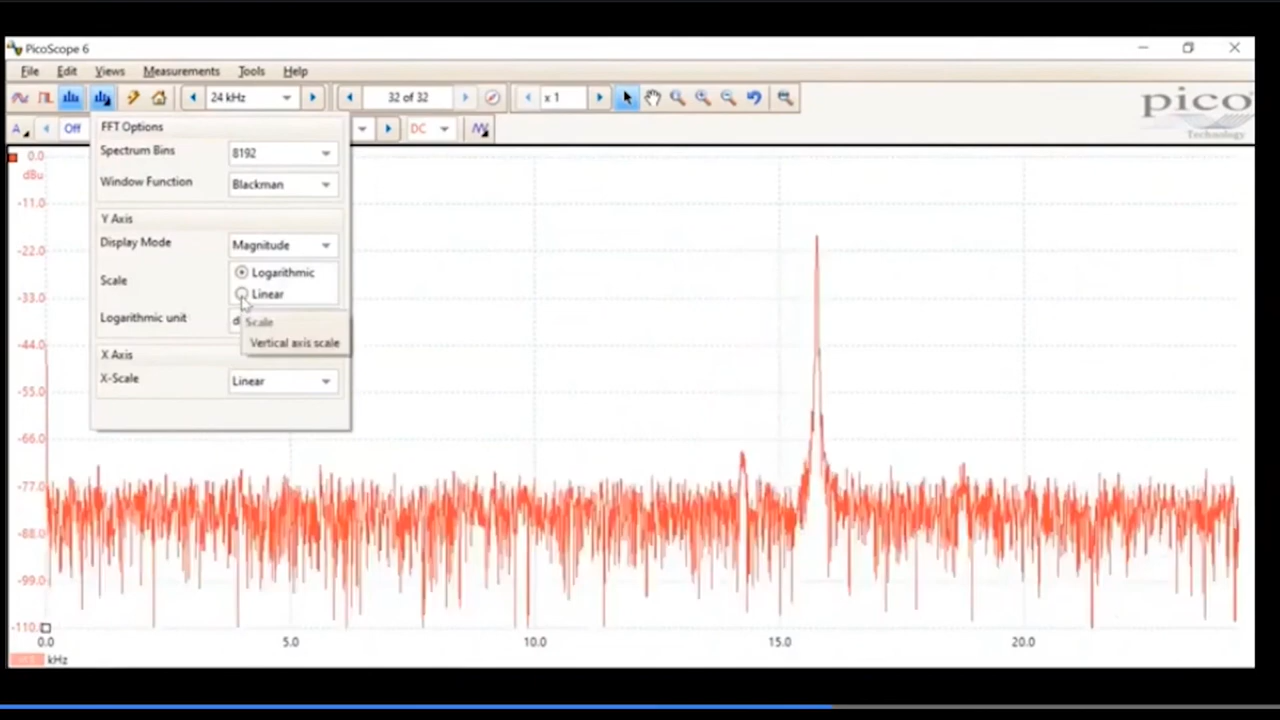 PicoScope 6
File Edit Views Measurements Tools Help
24 kHz 32 of 32 x 1
pico
Technology
A Off DC
FFT Options
Spectrum Bins 8192
Window Function Blackman
Y Axis
Display Mode Magnitude
Scale Logarithmic
Linear
Logarithmic unit d
Scale
Vertical axis scale
X Axis
X-Scale Linear
0.0
dBu
-11.0
-22.0
-33.0
-44.0
-55.0
-66.0
-77.0
-88.0
-99.0
-110.0
0.0 5.0 10.0 15.0 20.0
kHz